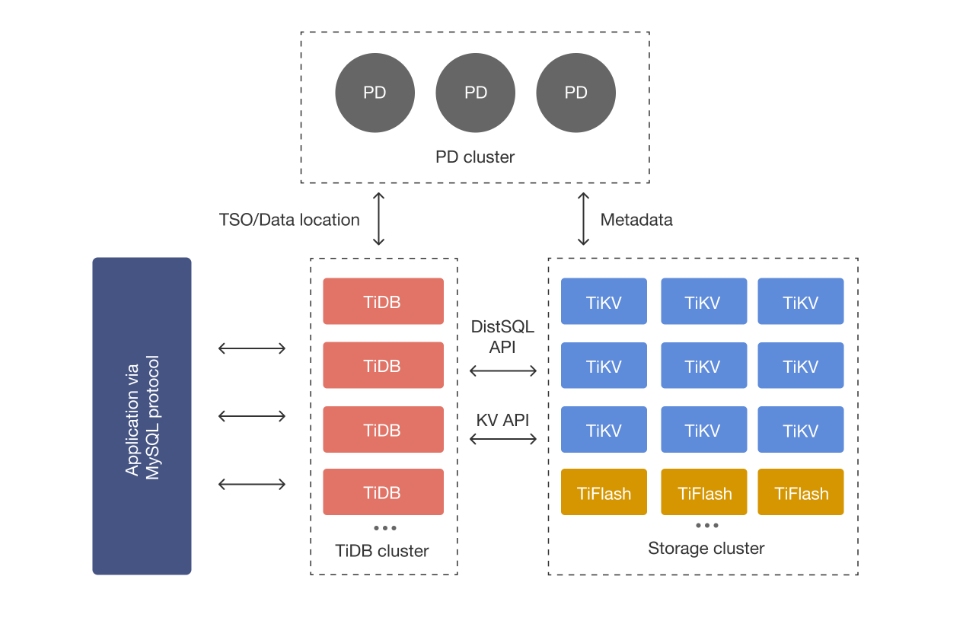 PD PD PD
PD cluster
TSO/Data location
Metadata
Application via
MySQL protocol
TiDB
TiDB
TiDB
TiDB
...
TiDB cluster
DistSQL
API
KV API
TiKV TiKV TiKV
TiKV TiKV TiKV
TiKV TiKV TiKV
TiFlash TiFlash TiFlash
...
Storage cluster